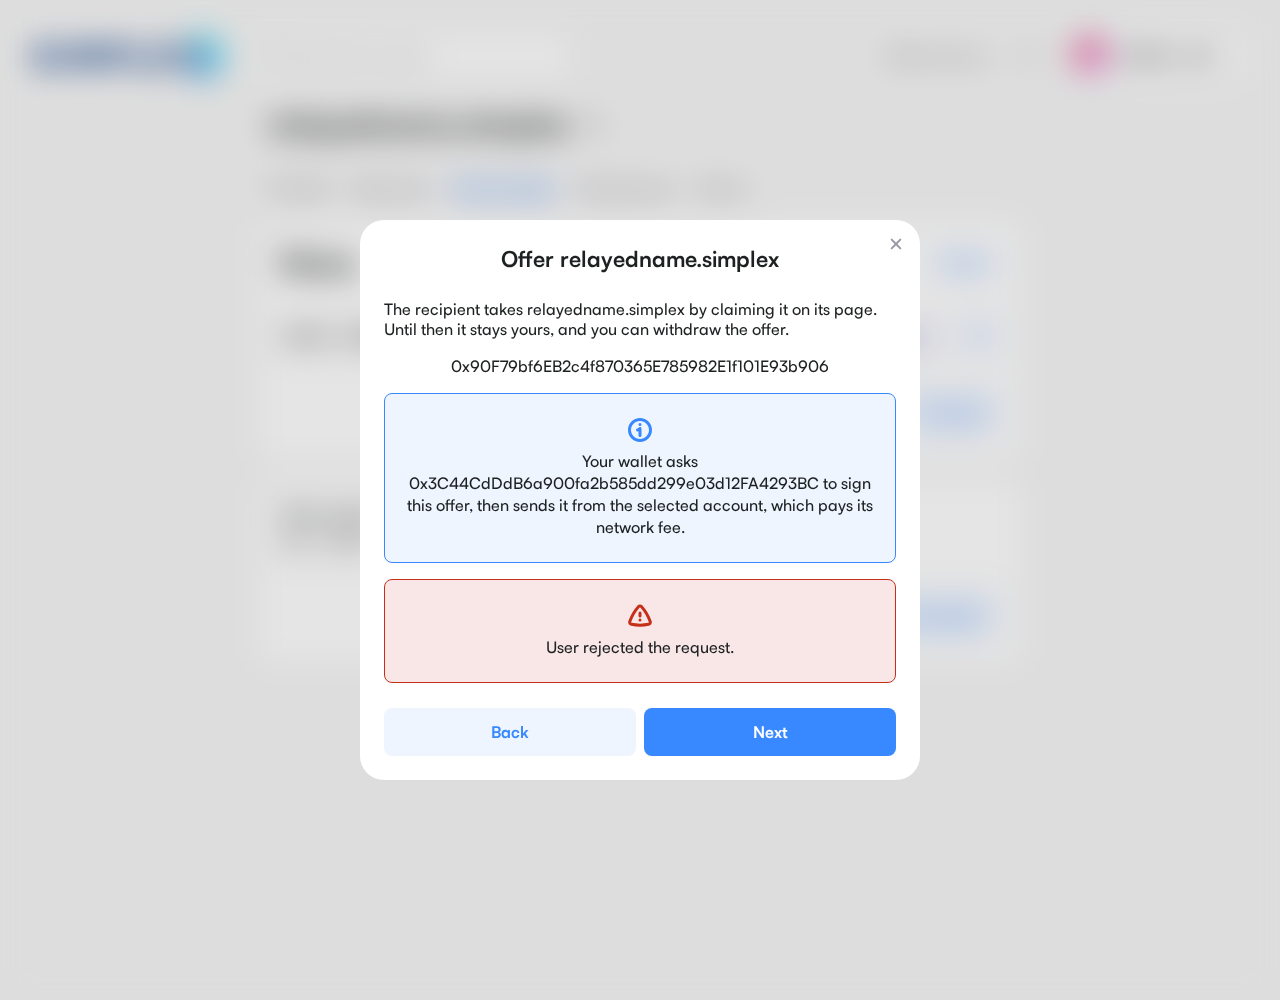 Offer relayedname.simplex
The recipient takes relayedname.simplex by claiming it on its page.
Until then it stays yours, and you can withdraw the offer.
0x90F79bf6EB2c4f870365E785982E1f101E93b906
Your wallet asks
0x3C44CdDdB6a900fa2b585dd299e03d12FA4293BC to sign
this offer, then sends it from the selected account, which pays its
network fee.
User rejected the request.
Back
Next